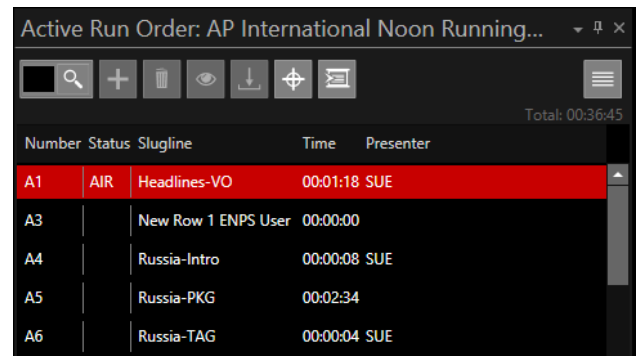 Active Run Order: AP International Noon Running...
Total: 00:36:45
Number Status Slugline Time Presenter
A1 AIR Headlines-VO 00:01:18 SUE
A3 New Row 1 ENPS User 00:00:00
A4 Russia-Intro 00:00:08 SUE
A5 Russia-PKG 00:02:34
A6 Russia-TAG 00:00:04 SUE